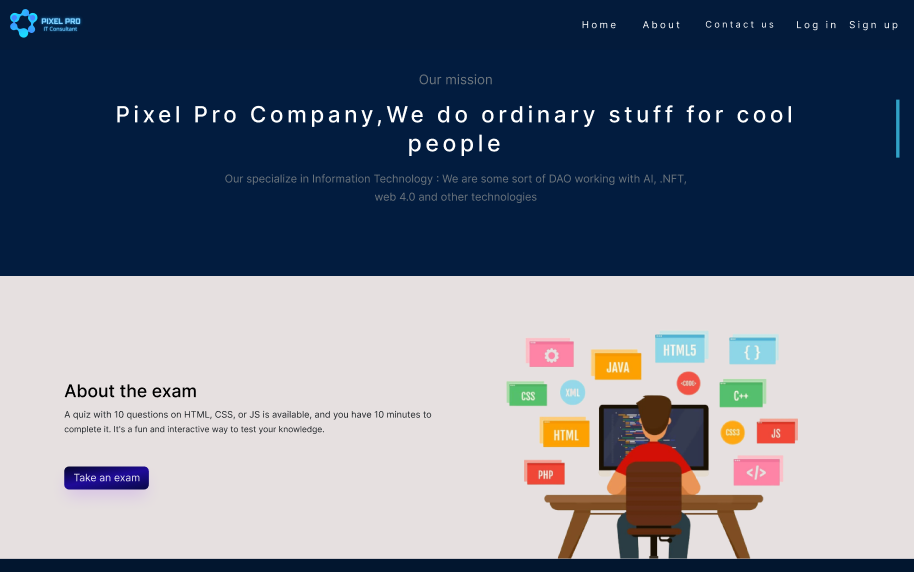 PIXEL PRO
IT Consultant
Home About Contact us Log in Sign up
Our mission
Pixel Pro Company,We do ordinary stuff for cool
people
Our specialize in Information Technology : We are some sort of DAO working with AI, .NFT,
web 4.0 and other technologies
About the exam
A quiz with 10 questions on HTML, CSS, or JS is available, and you have 10 minutes to
complete it. It's a fun and interactive way to test your knowledge.
Take an exam
HTML5
{ }
JAVA
<CODE>
CSS
XML
C++
HTML
CSS3
JS
PHP
</>